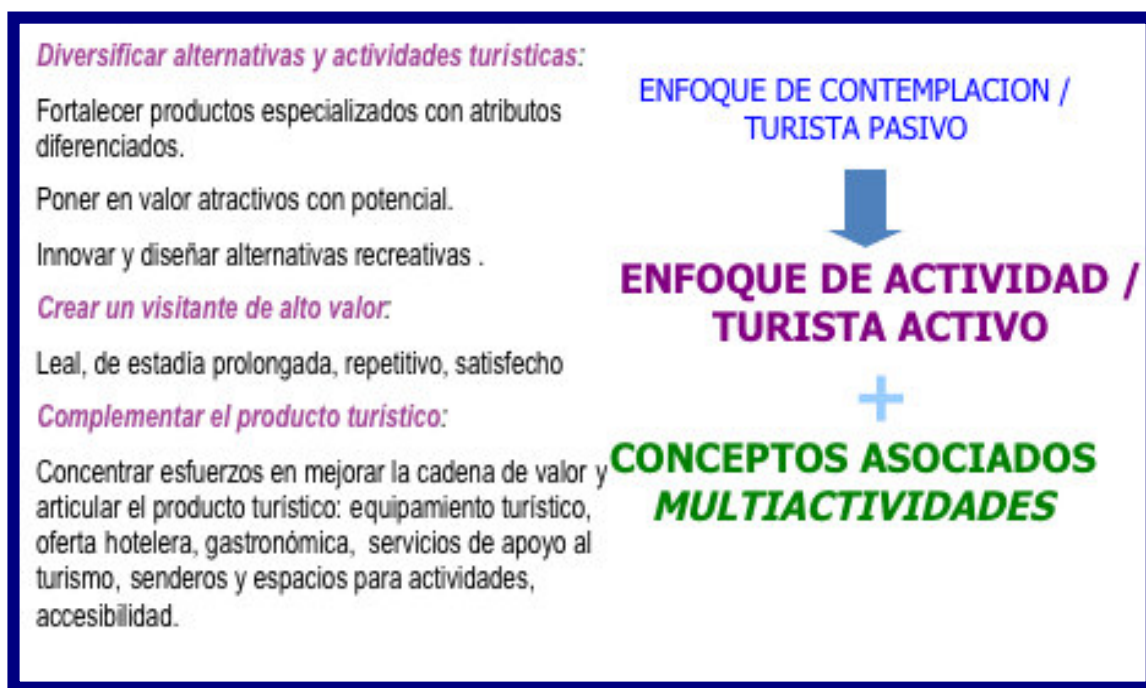 Diversificar alternativas y actividades turísticas:
Fortalecer productos especializados con atributos
diferenciados.
Poner en valor atractivos con potencial.
Innovar y diseñar alternativas recreativas .
Crear un visitante de alto valor:
Leal, de estadía prolongada, repetitivo, satisfecho
Complementar el producto turístico:
Concentrar esfuerzos en mejorar la cadena de valor y
articular el producto turístico: equipamiento turístico,
oferta hotelera, gastronómica, servicios de apoyo al
turismo, senderos y espacios para actividades,
accesibilidad.
ENFOQUE DE CONTEMPLACION /
TURISTA PASIVO
ENFOQUE DE ACTIVIDAD /
TURISTA ACTIVO
+
CONCEPTOS ASOCIADOS
MULTIACTIVIDADES